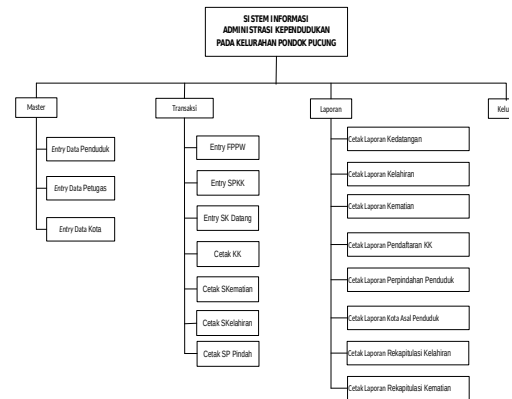 SISTEM INFORMASI
ADMINISTRASI KEPENDUDUKAN
PADA KELURAHAN PONDOK PUCUNG
Master
Transaksi
Laporan
Kelu
Entry Data Penduduk
Entry Data Petugas
Entry Data Kota
Entry FPPW
Entry SPKK
Entry SK Datang
Cetak KK
Cetak SKematian
Cetak SKelahiran
Cetak SP Pindah
Cetak Laporan Kedatangan
Cetak Laporan Kelahiran
Cetak Laporan Kematian
Cetak Laporan Pendaftaran KK
Cetak Laporan Perpindahan Penduduk
Cetak Laporan Kota Asal Penduduk
Cetak Laporan Rekapitulasi Kelahiran
Cetak Laporan Rekapitulasi Kematian